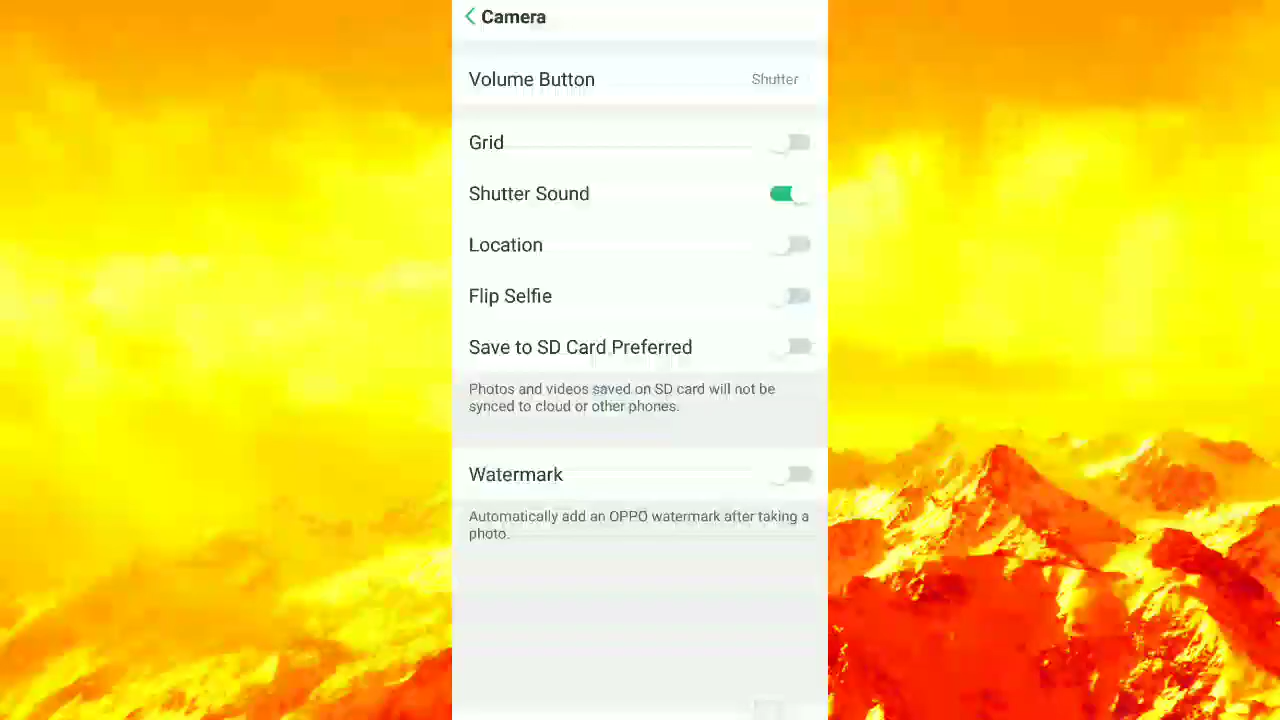 Camera
Volume Button Shutter
Grid
Shutter Sound
Location
Flip Selfie
Save to SD Card Preferred
Photos and videos saved on SD card will not be
synced to cloud or other phones.
Watermark
Automatically add an OPPO watermark after taking a
photo.